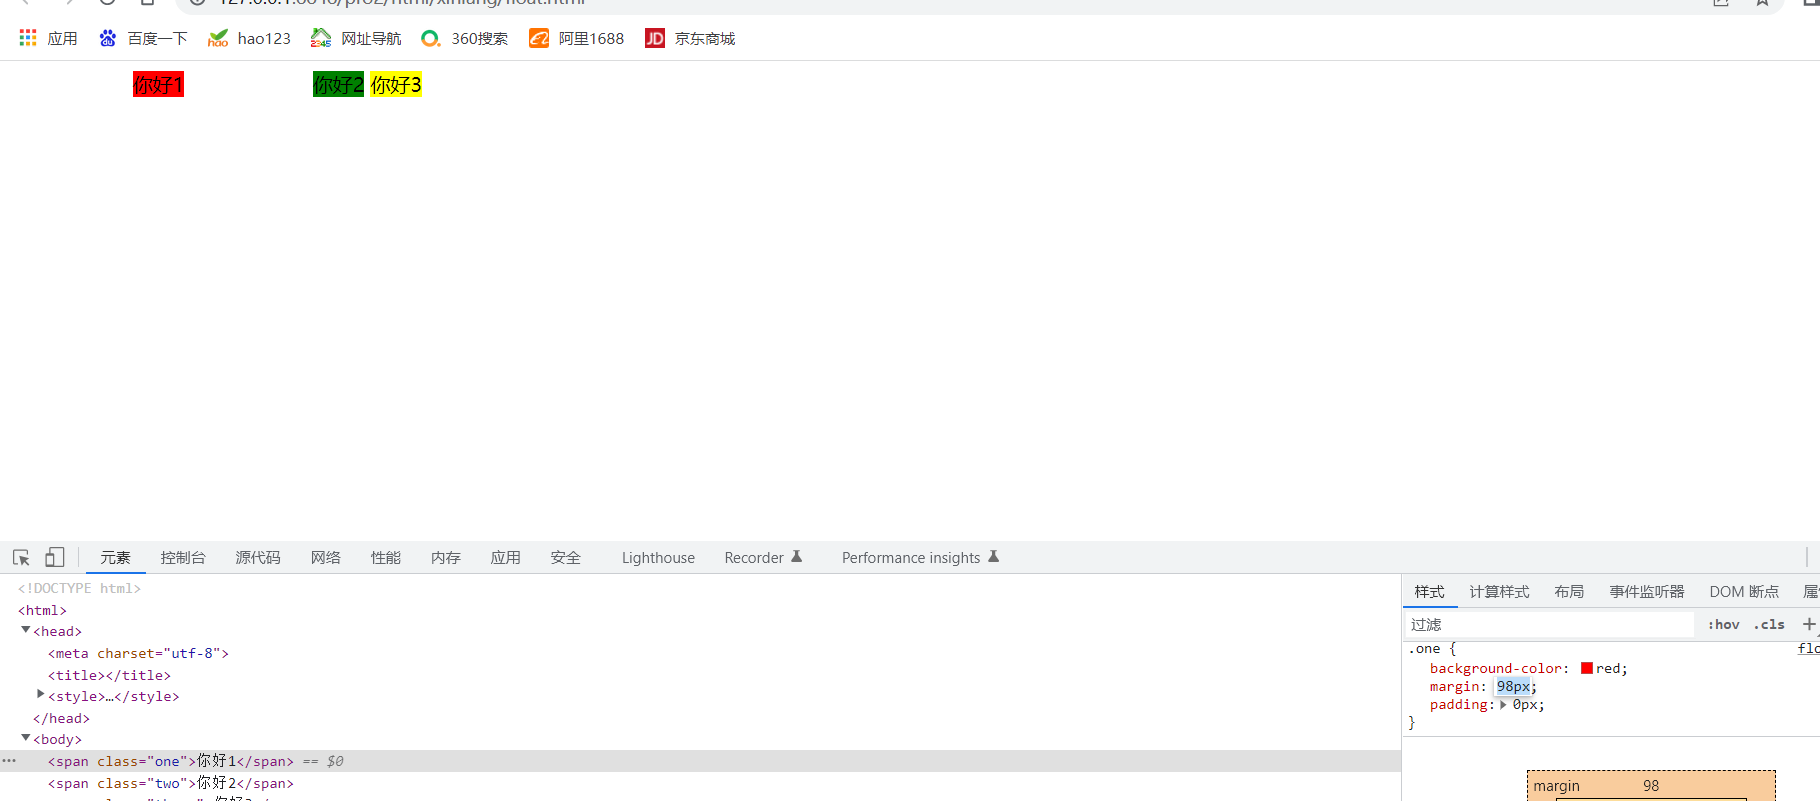 应用 百度一下 hao123 网址导航 360搜索 阿里1688 JD 京东商城
你好1 你好2 你好3
元素 控制台 源代码 网络 性能 内存 应用 安全 Lighthouse Recorder Performance insights
<!DOCTYPE html>
<html>
<head>
<meta charset="utf-8">
<title></title>
<style>…</style>
</head>
<body>
<span class="one">你好1</span> == $0
<span class="two">你好2</span>
样式 计算样式 布局 事件监听器 DOM 断点
过滤 :hov .cls
.one {
background-color: red;
margin: 98px;
padding: 0px;
}
margin 98